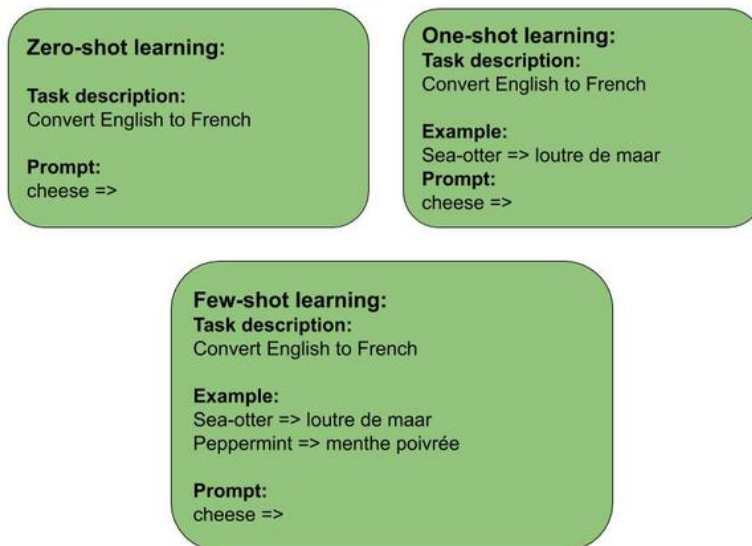 Zero-shot learning:
Task description:
Convert English to French
Prompt:
cheese =>
One-shot learning:
Task description:
Convert English to French
Example:
Sea-otter => loutre de maar
Prompt:
cheese =>
Few-shot learning:
Task description:
Convert English to French
Example:
Sea-otter => loutre de maar
Peppermint => menthe poivrée
Prompt:
cheese =>